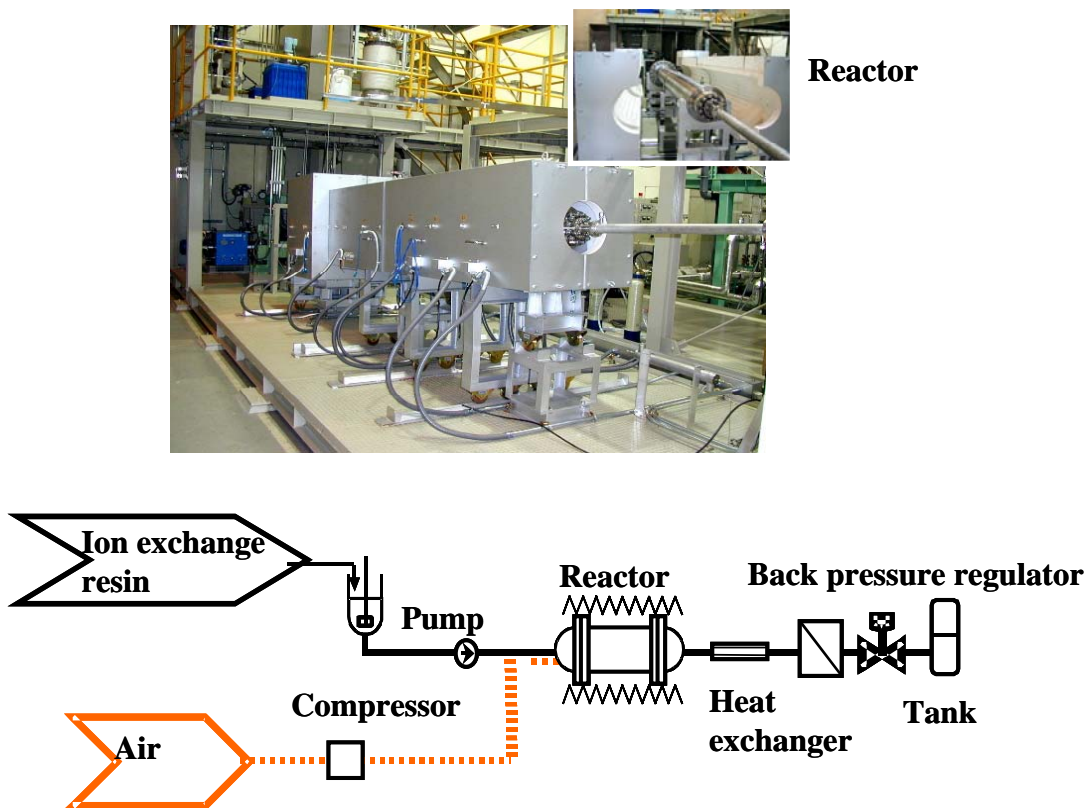 Reactor
Ion exchange
resin
Reactor
Back pressure regulator
Pump
Compressor
Heat
exchanger
Tank
Air